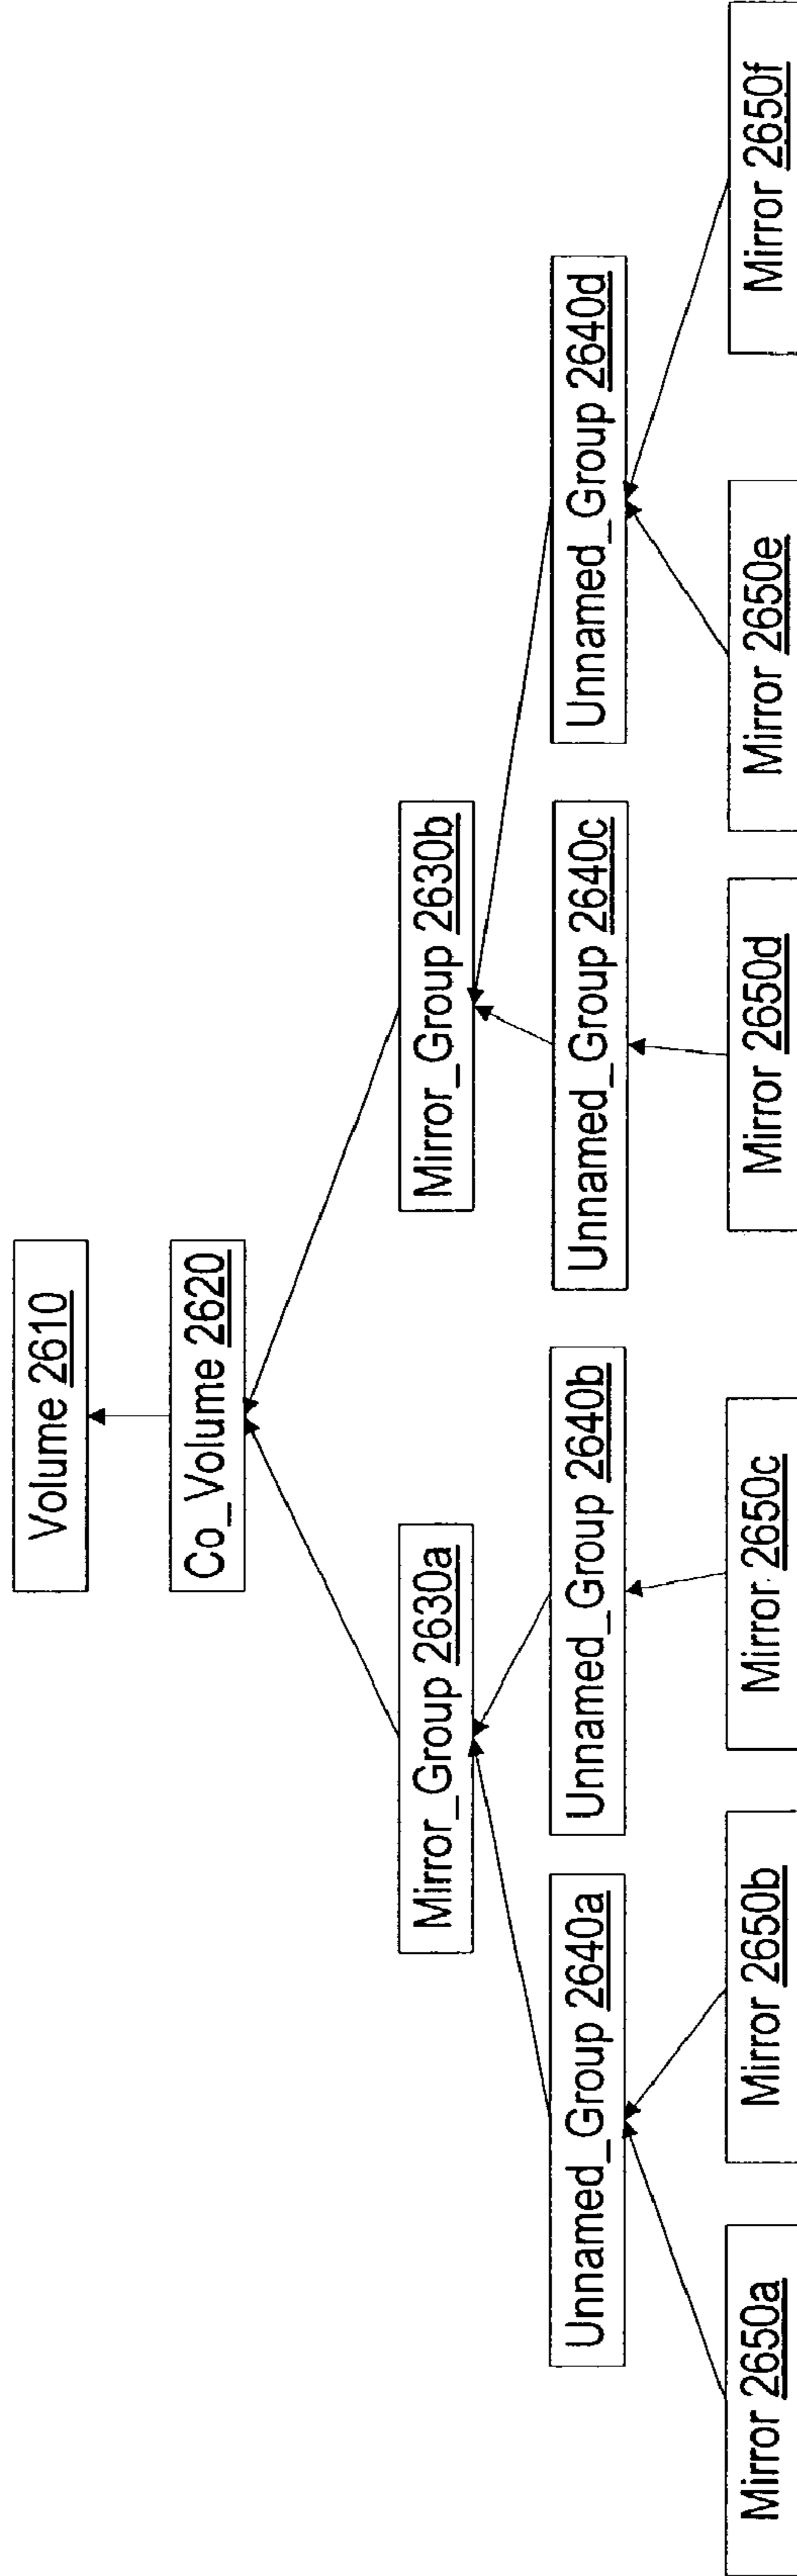 Volume 2610
Co_Volume 2620
Mirror_Group 2630a
Mirror_Group 2630b
Unnamed_Group 2640a
Unnamed_Group 2640b
Unnamed_Group 2640c
Unnamed_Group 2640d
Mirror 2650a
Mirror 2650b
Mirror 2650c
Mirror 2650d
Mirror 2650e
Mirror 2650f